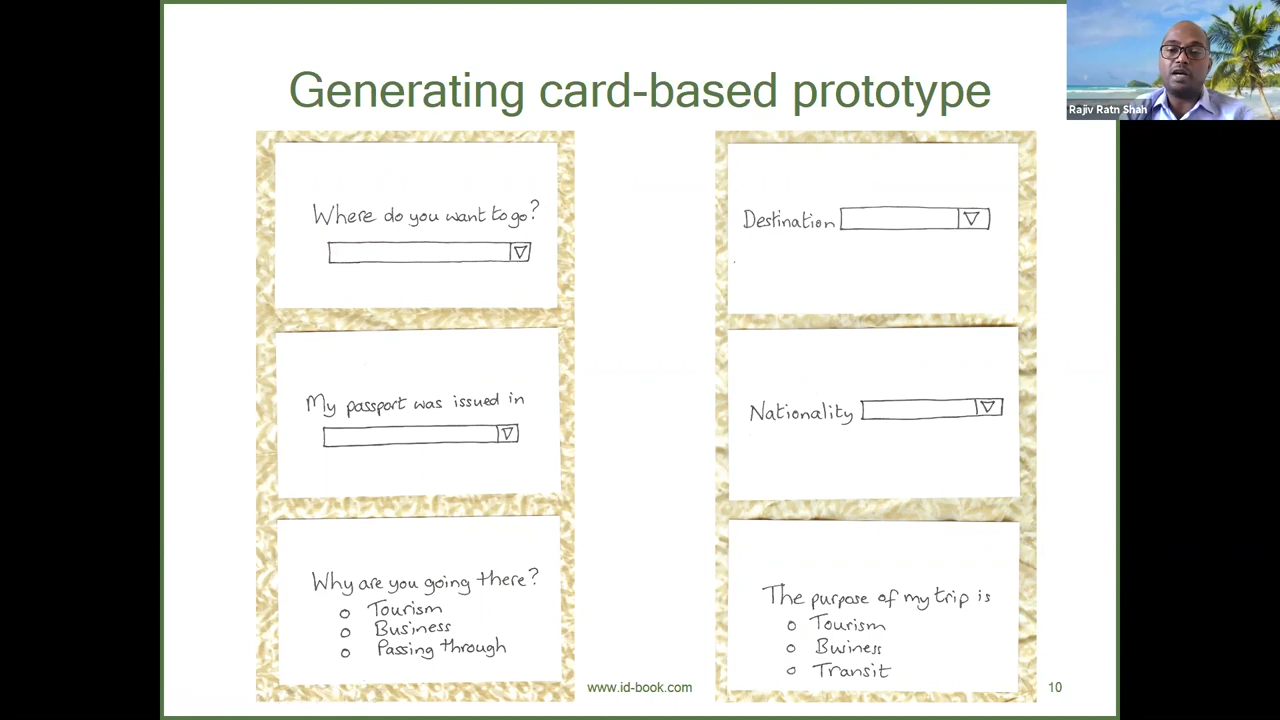 Generating card-based prototype
Rajiv Ratn Shah
Where do you want to go?
My passport was issued in
Why are you going there?
Tourism
Business
Passing through
Destination
Nationality
The purpose of my trip is
Tourism
Business
Transit
www.id-book.com
10